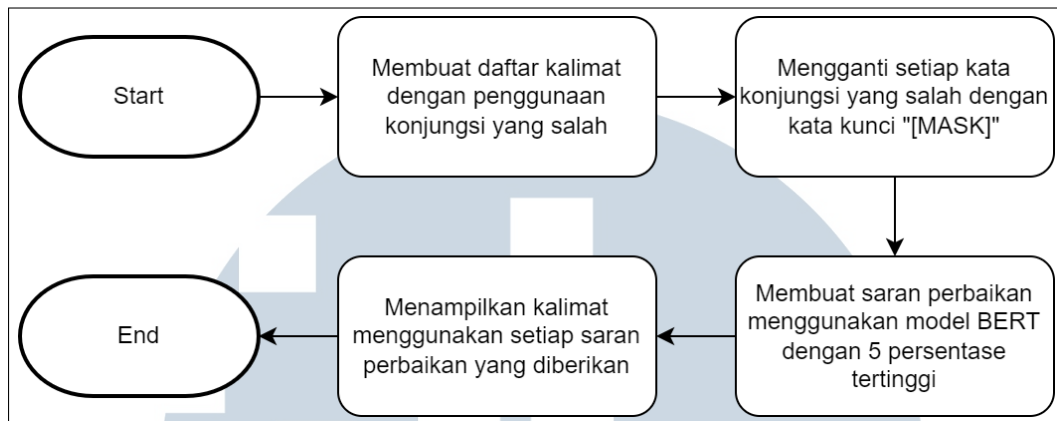 Start
Membuat daftar kalimat
dengan penggunaan
konjungsi yang salah
Mengganti setiap kata
konjungsi yang salah dengan
kata kunci "[MASK]"
Membuat saran perbaikan
menggunakan model BERT
dengan 5 persentase
tertinggi
Menampilkan kalimat
menggunakan setiap saran
perbaikan yang diberikan
End